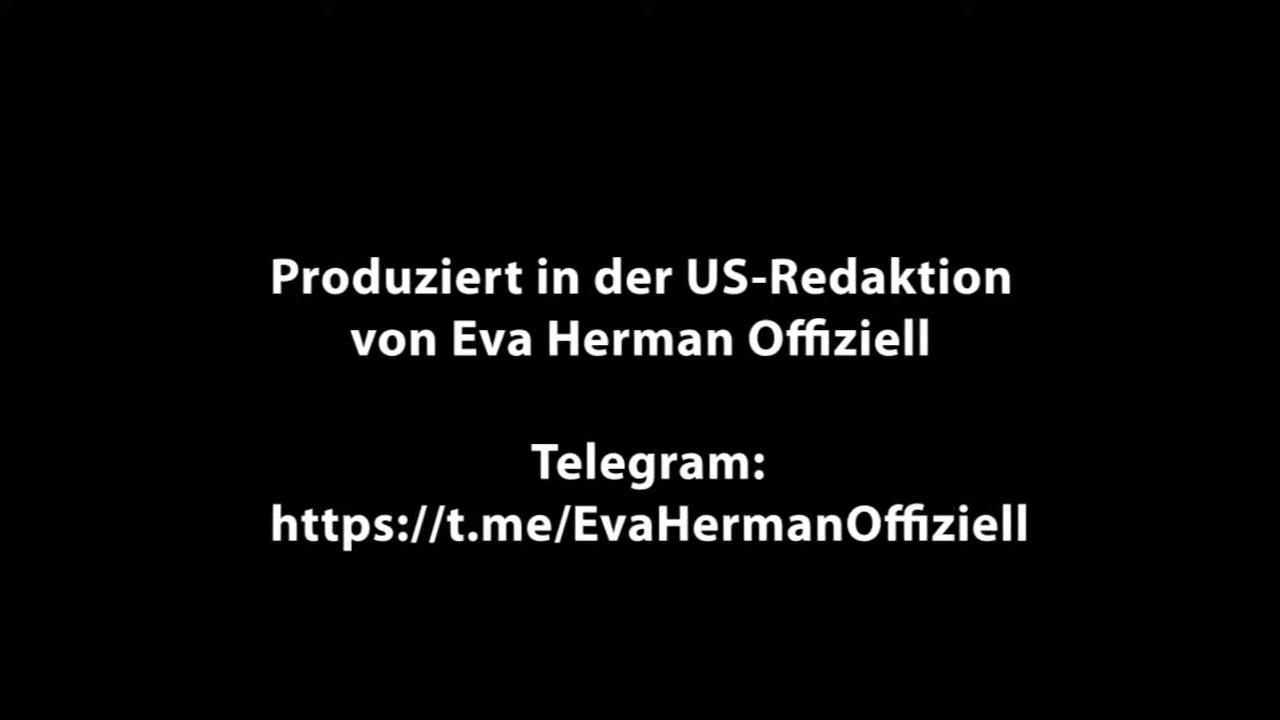 Produziert in der US-Redaktion
von Eva Herman Offiziell
Telegram:
https://t.me/EvaHermanOffiziell